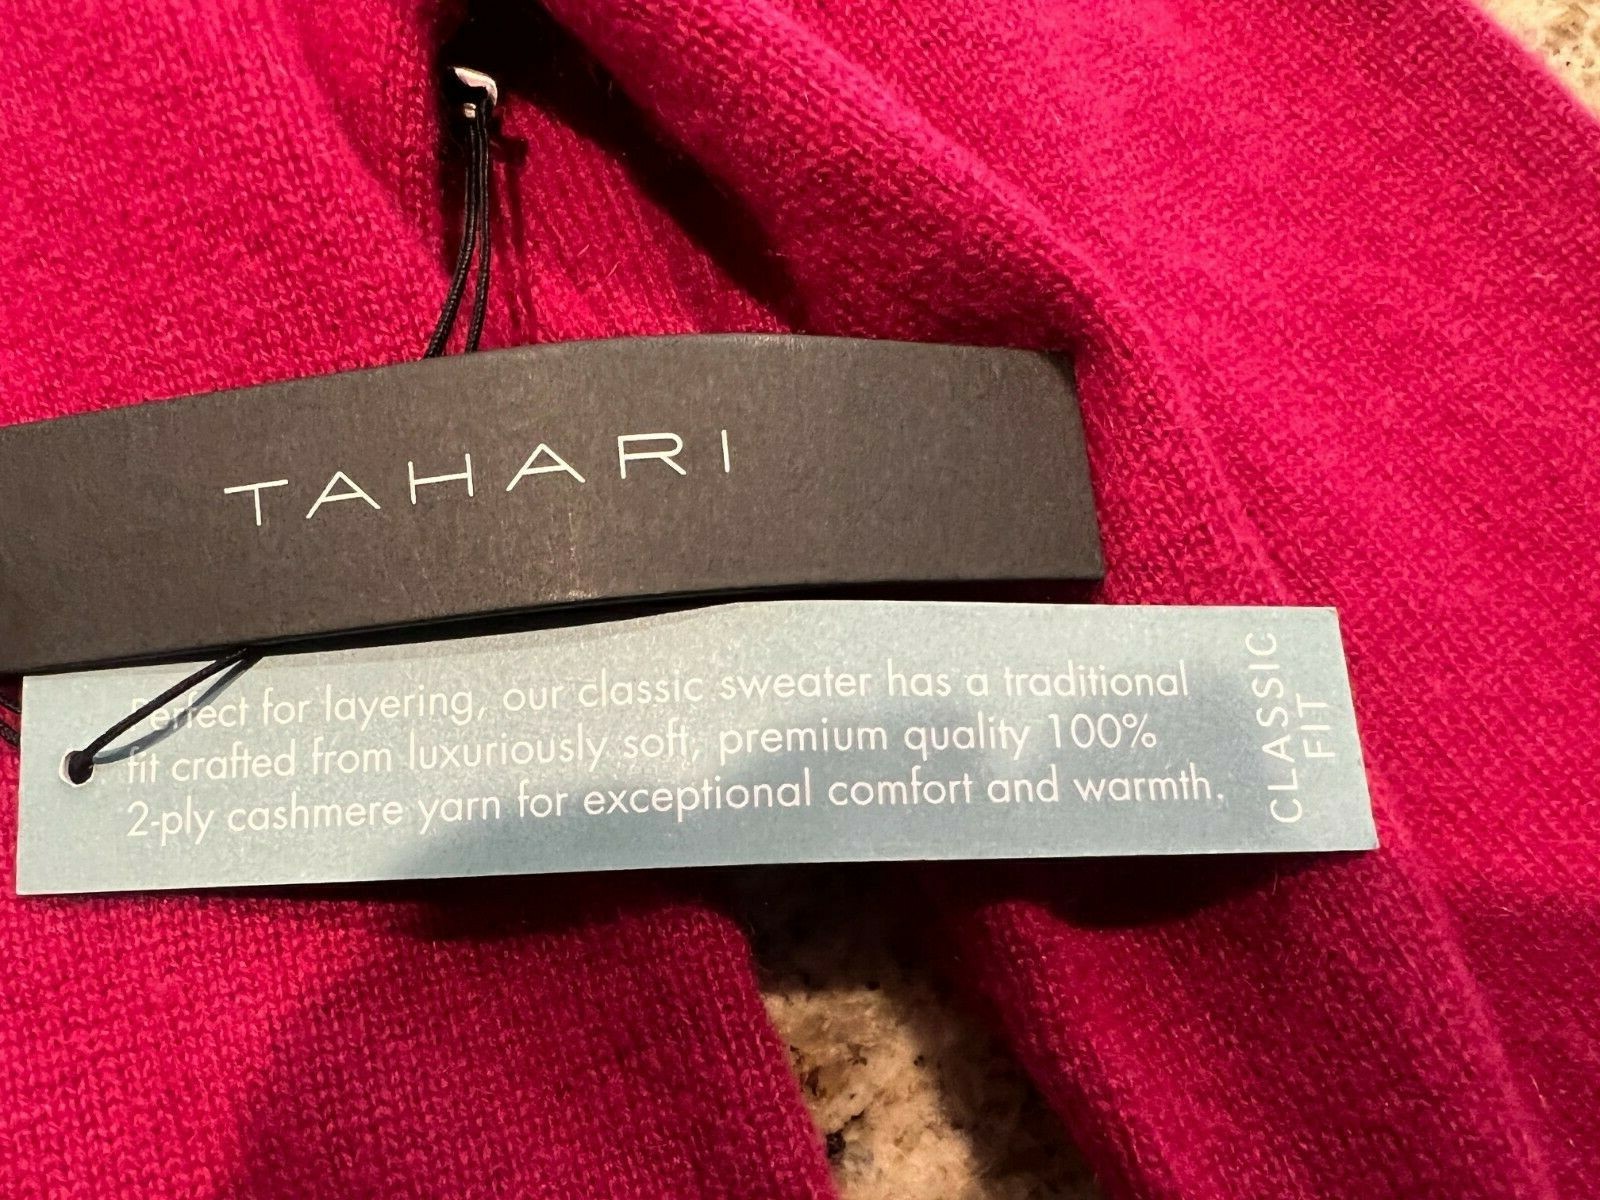 TAHARI
Perfect for layering, our classic sweater has a traditional
fit crafted from luxuriously soft, premium quality 100%
2-ply cashmere yarn for exceptional comfort and warmth.
CLASSIC
FIT